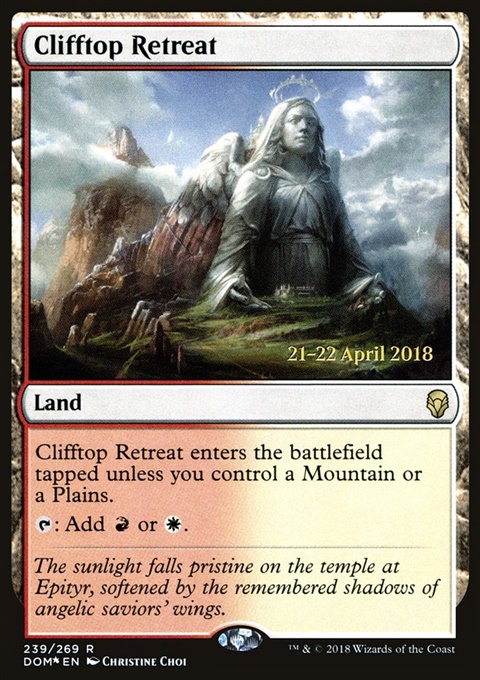 Clifftop Retreat
21–22 April 2018
Land
Clifftop Retreat enters the battlefield
tapped unless you control a Mountain or
a Plains.
: Add or .
The sunlight falls pristine on the temple at
Epityr, softened by the remembered shadows of
angelic saviors’ wings.
239/269 R
DOM★EN Christine Choi
™ & © 2018 Wizards of the Coast